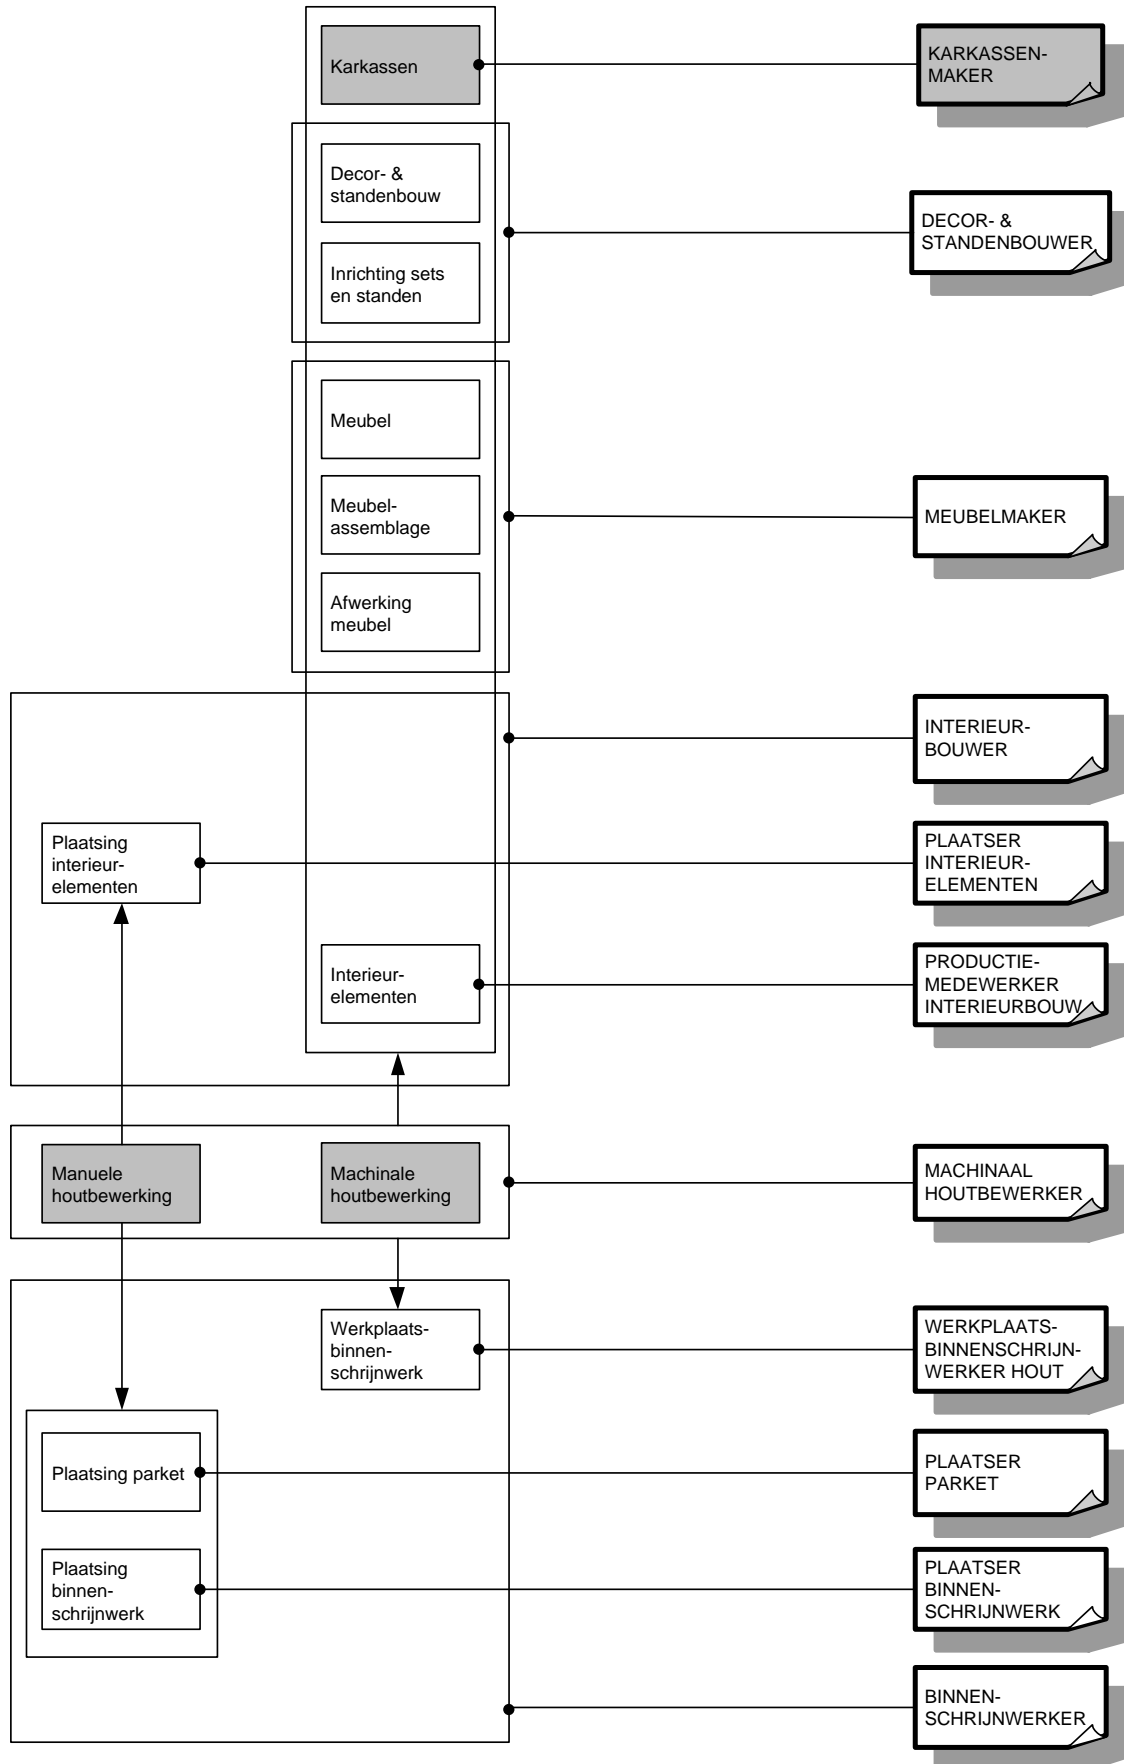 Karkassen
KARKASSEN-
MAKER
Decor- &
standenbouw
Inrichting sets
en standen
DECOR- &
STANDENBOUWER
Meubel
Meubel-
assemblage
Afwerking
meubel
MEUBELMAKER
INTERIEUR-
BOUWER
Plaatsing
interieur-
elementen
PLAATSER
INTERIEUR-
ELEMENTEN
Interieur-
elementen
PRODUCTIE-
MEDEWERKER
INTERIEURBOUW
Manuele
houtbewerking
Machinale
houtbewerking
MACHINAAL
HOUTBEWERKER
Werkplaats-
binnen-
schrijnwerk
WERKPLAATS-
BINNENSCHRIJN-
WERKER HOUT
Plaatsing parket
PLAATSER
PARKET
Plaatsing
binnen-
schrijnwerk
PLAATSER
BINNEN-
SCHRIJNWERK
BINNEN-
SCHRIJNWERKER